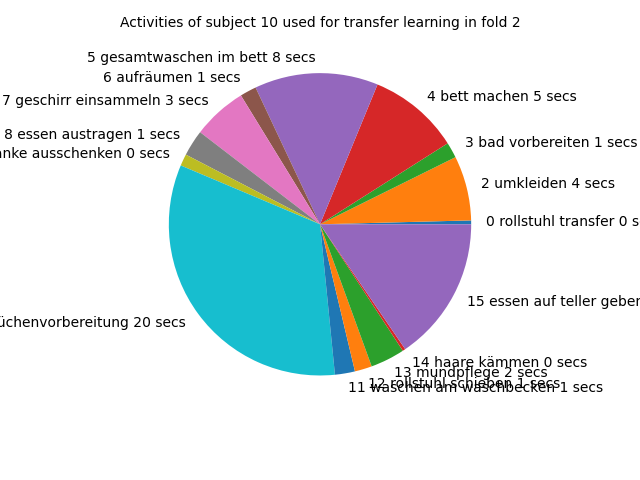 Activities of subject 10 used for transfer learning in fold 2
5 gesamtwaschen im bett 8 secs
6 aufräumen 1 secs
4 bett machen 5 secs
7 geschirr einsammeln 3 secs
8 essen austragen 1 secs
3 bad vorbereiten 1 secs
ausschenken 0 secs
2 umkleiden 4 secs
0 rollstuhl transfer 0 s
15 essen auf teller geben
üchenvorbereitung 20 secs
14 haare kämmen 0 secs
13 mundpflege 2 secs
12 rollstuhl schieben 1 secs
11 waschen am waschbecken 1 secs